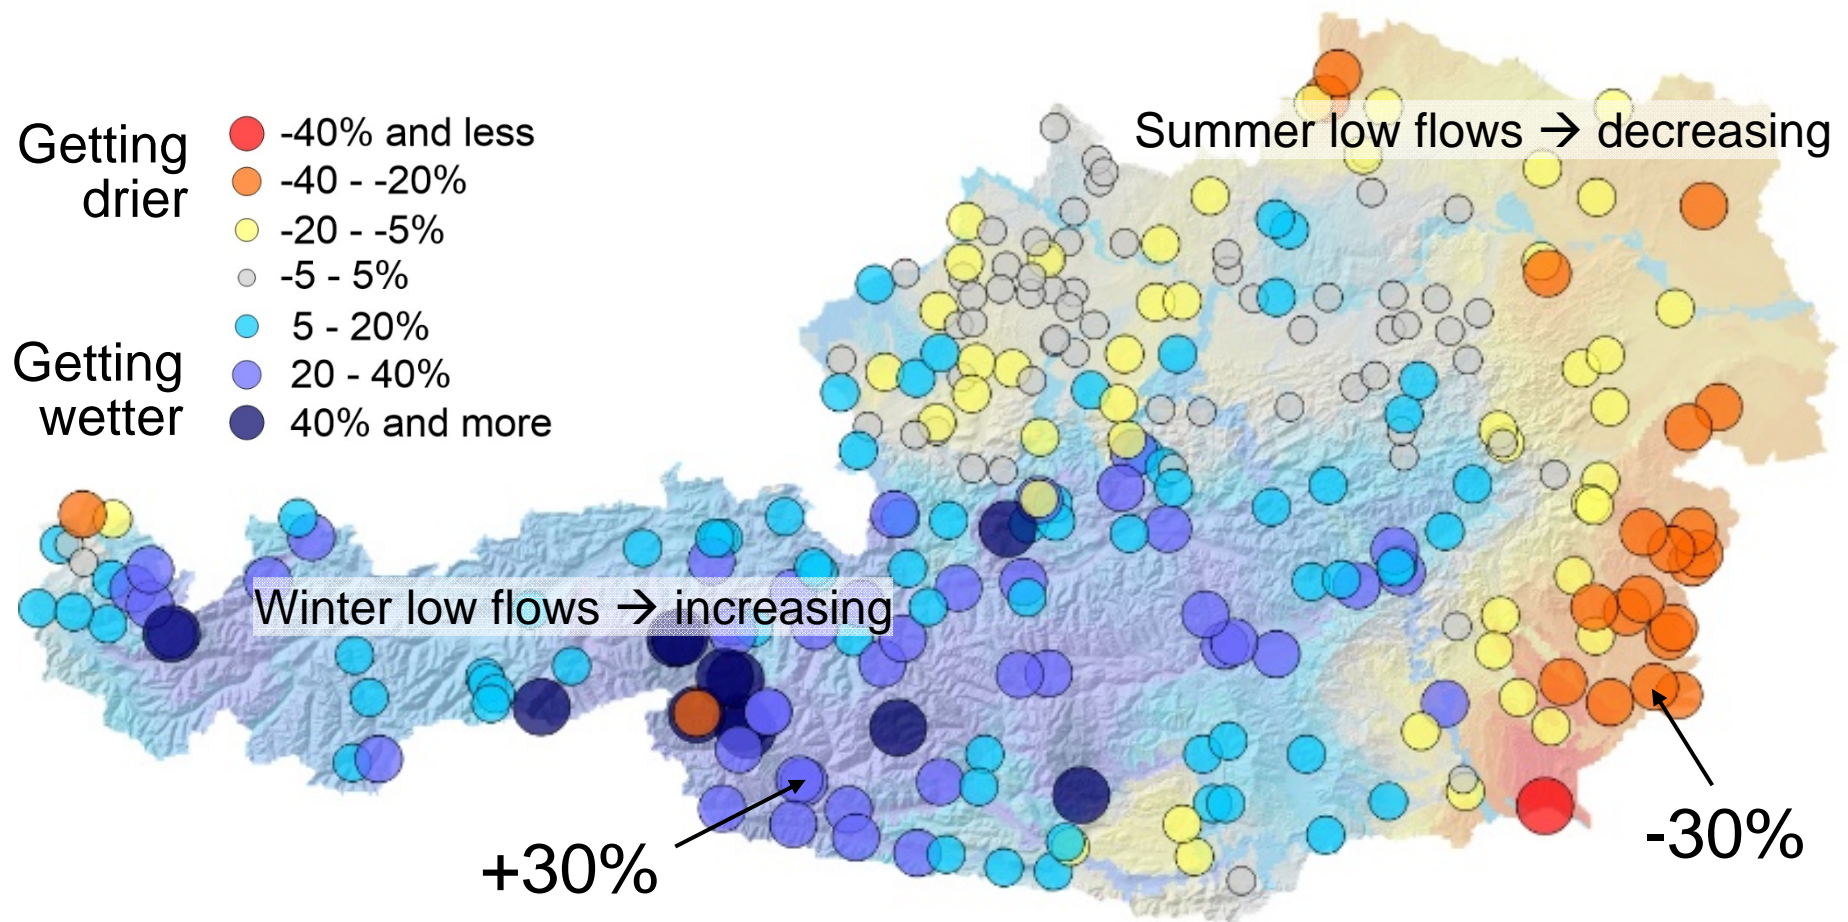 Summer low flows → decreasing
Getting
drier
-40% and less
-40 - -20%
-20 - -5%
-5 - 5%
Getting
wetter
5 - 20%
20 - 40%
40% and more
Winter low flows → increasing
+30%
-30%